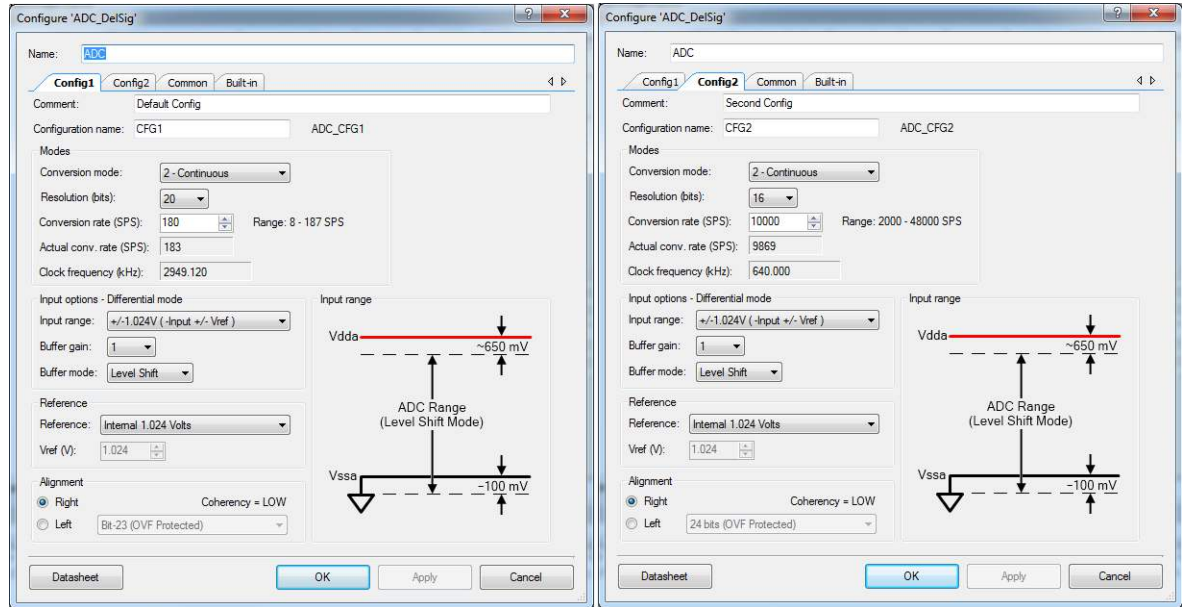 Configure 'ADC_DelSig'
Name: ADC
Config1 Config2 Common Built-in
Comment: Default Config
Configuration name: CFG1 ADC_CFG1
Modes
Conversion mode: 2 - Continuous
Resolution (bits): 20
Conversion rate (SPS): 180 Range: 8 - 187 SPS
Actual conv. rate (SPS): 183
Clock frequency (kHz): 2949.120
Input options - Differential mode
Input range: +/-1.024V ( -Input +/- Vref )
Buffer gain: 1
Buffer mode: Level Shift
Reference
Reference: Internal 1.024 Volts
Vref (V): 1.024
Alignment
Right Coherency = LOW
Left Bit-23 (OVF Protected)
Input range
Vdda
~650 mV
ADC Range
(Level Shift Mode)
Vssa
-100 mV
Datasheet OK Apply Cancel
Configure 'ADC_DelSig'
Name: ADC
Config1 Config2 Common Built-in
Comment: Second Config
Configuration name: CFG2 ADC_CFG2
Modes
Conversion mode: 2 - Continuous
Resolution (bits): 16
Conversion rate (SPS): 10000 Range: 2000 - 48000 SPS
Actual conv. rate (SPS): 9869
Clock frequency (kHz): 640.000
Input options - Differential mode
Input range: +/-1.024V ( -Input +/- Vref )
Buffer gain: 1
Buffer mode: Level Shift
Reference
Reference: Internal 1.024 Volts
Vref (V): 1.024
Alignment
Right Coherency = LOW
Left 24 bits (OVF Protected)
Input range
Vdda
~650 mV
ADC Range
(Level Shift Mode)
Vssa
-100 mV
Datasheet OK Apply Cancel